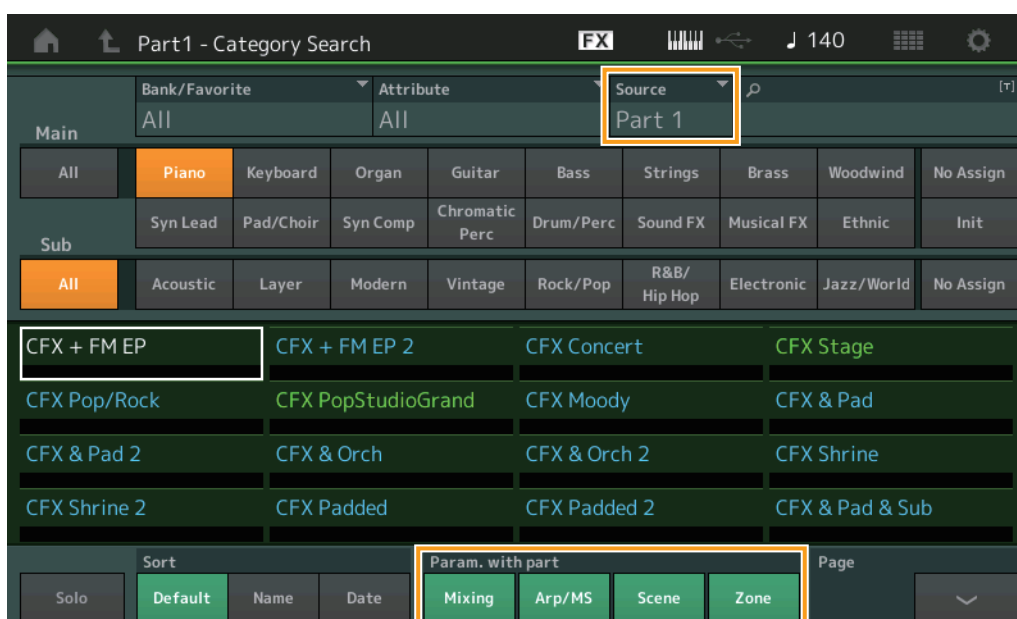 Part1 - Category Search FX 140
Bank/Favorite Attribute Source [T]
Main All All Part 1
All Piano Keyboard Organ Guitar Bass Strings Brass Woodwind No Assign
Syn Lead Pad/Choir Syn Comp Chromatic Perc Drum/Perc Sound FX Musical FX Ethnic Init
Sub
All Acoustic Layer Modern Vintage Rock/Pop R&B/ Hip Hop Electronic Jazz/World No Assign
CFX + FM EP CFX + FM EP 2 CFX Concert CFX Stage
CFX Pop/Rock CFX PopStudioGrand CFX Moody CFX & Pad
CFX & Pad 2 CFX & Orch CFX & Orch 2 CFX Shrine
CFX Shrine 2 CFX Padded CFX Padded 2 CFX & Pad & Sub
Sort Param. with part Page
Solo Default Name Date Mixing Arp/MS Scene Zone